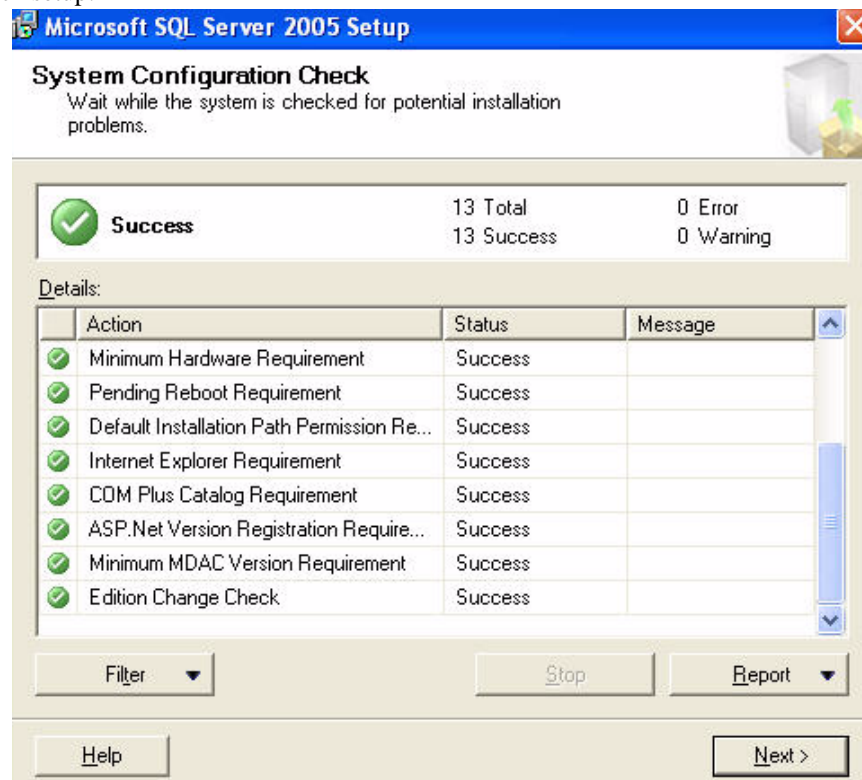 Microsoft SQL Server 2005 Setup
System Configuration Check
Wait while the system is checked for potential installation
problems.
Success
13 Total
0 Error
13 Success
0 Warning
Details:
Action Status Message
Minimum Hardware Requirement Success
Pending Reboot Requirement Success
Default Installation Path Permission Re... Success
Internet Explorer Requirement Success
COM Plus Catalog Requirement Success
ASP.Net Version Registration Require... Success
Minimum MDAC Version Requirement Success
Edition Change Check Success
Filter Stop Report
Help Next >